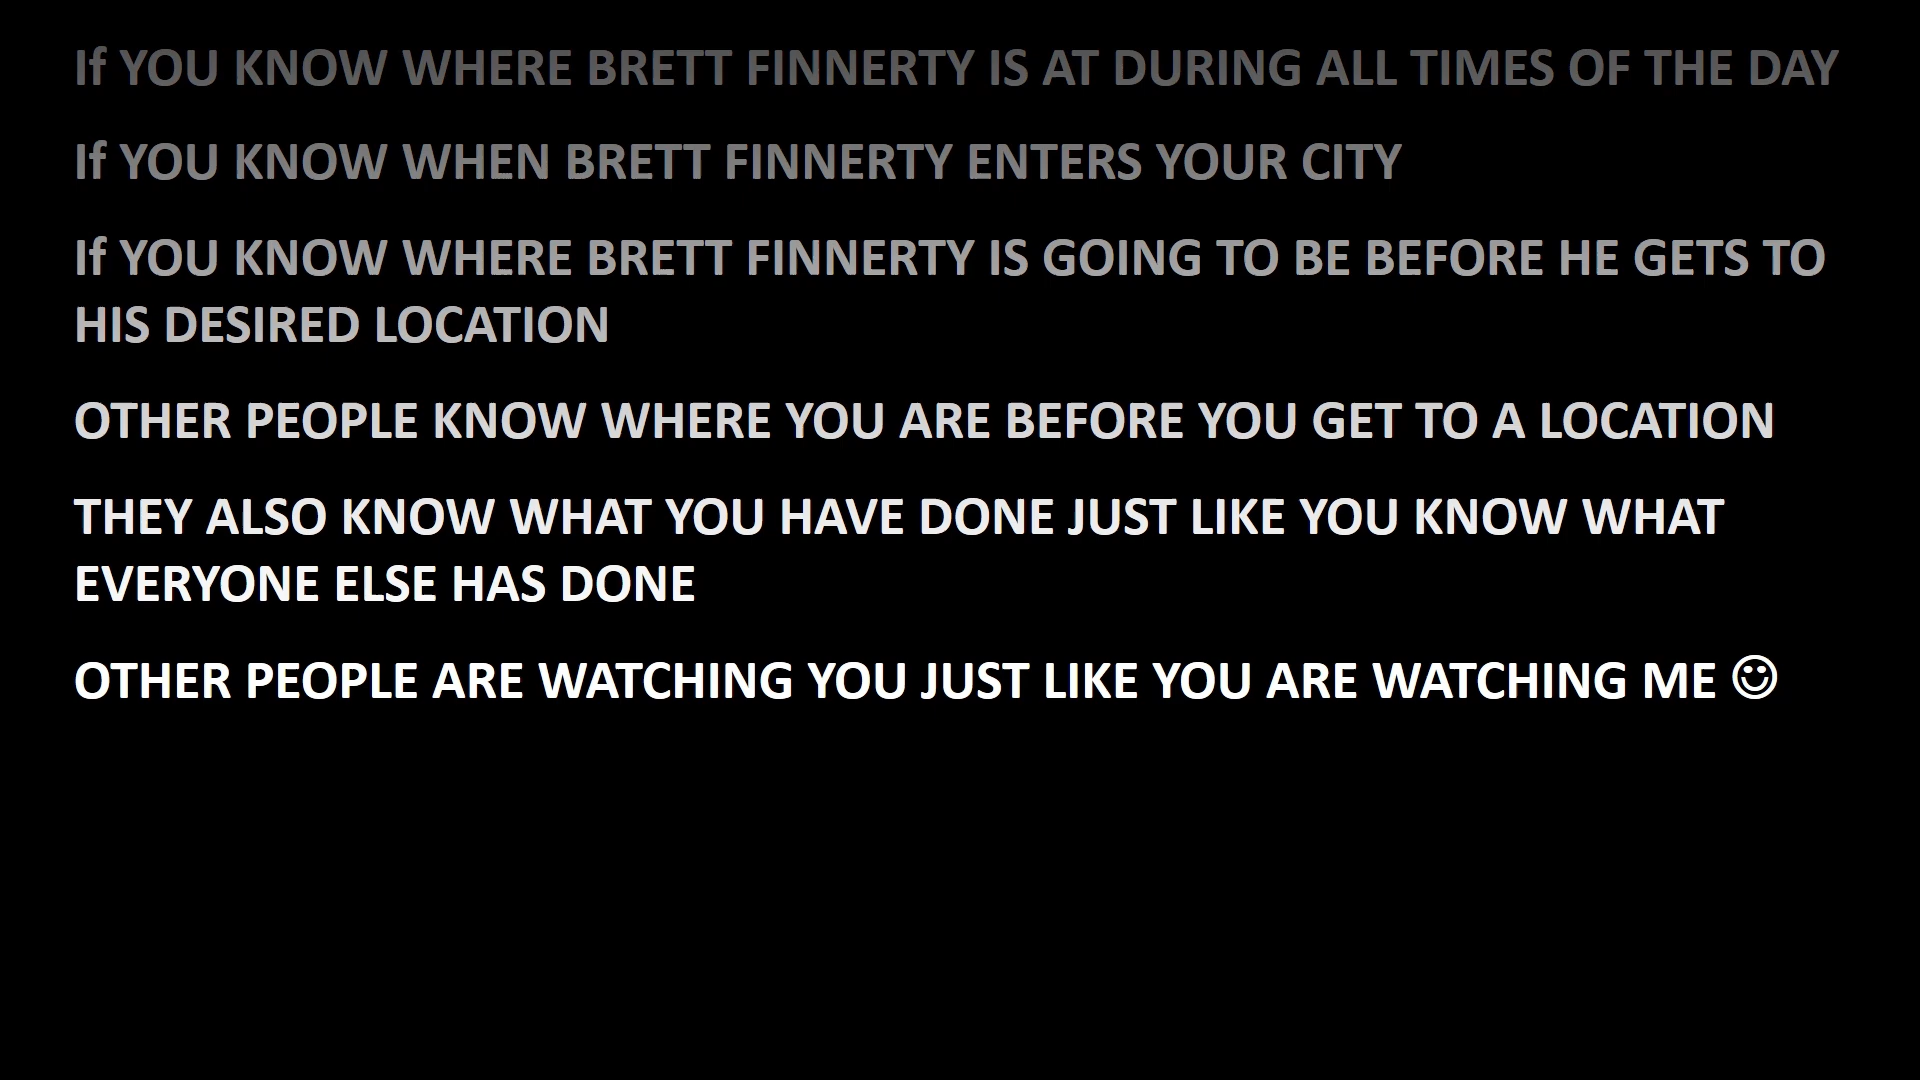 If YOU KNOW WHERE BRETT FINNERTY IS AT DURING ALL TIMES OF THE DAY
If YOU KNOW WHEN BRETT FINNERTY ENTERS YOUR CITY
If YOU KNOW WHERE BRETT FINNERTY IS GOING TO BE BEFORE HE GETS TO
HIS DESIRED LOCATION
OTHER PEOPLE KNOW WHERE YOU ARE BEFORE YOU GET TO A LOCATION
THEY ALSO KNOW WHAT YOU HAVE DONE JUST LIKE YOU KNOW WHAT
EVERYONE ELSE HAS DONE
OTHER PEOPLE ARE WATCHING YOU JUST LIKE YOU ARE WATCHING ME ☺